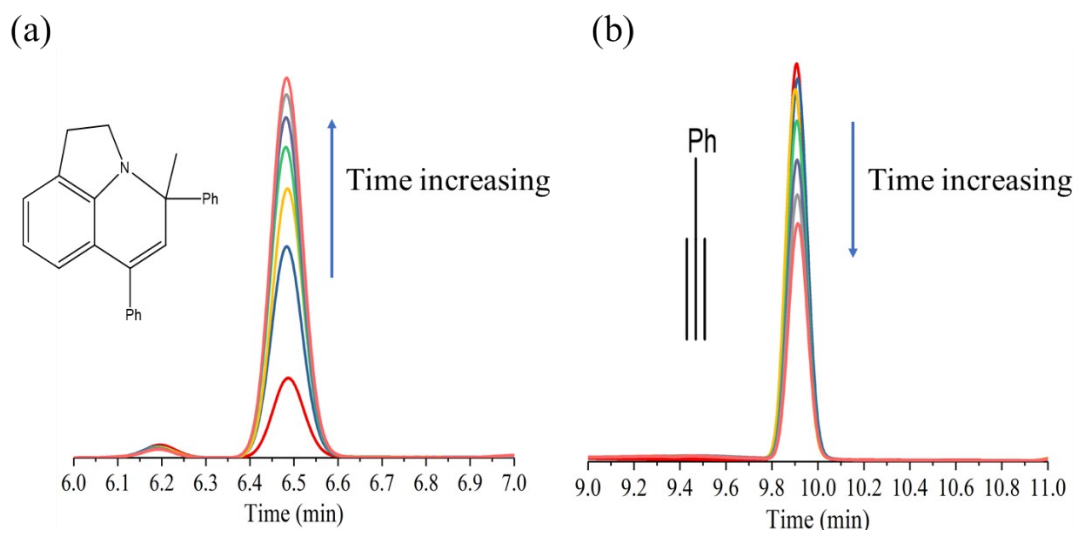 (a)
N
Ph
Ph
Time increasing
6.0 6.1 6.2 6.3 6.4 6.5 6.6 6.7 6.8 6.9 7.0
Time (min)
(b)
Ph
Time increasing
9.0 9.2 9.4 9.6 9.8 10.0 10.2 10.4 10.6 10.8 11.0
Time (min)